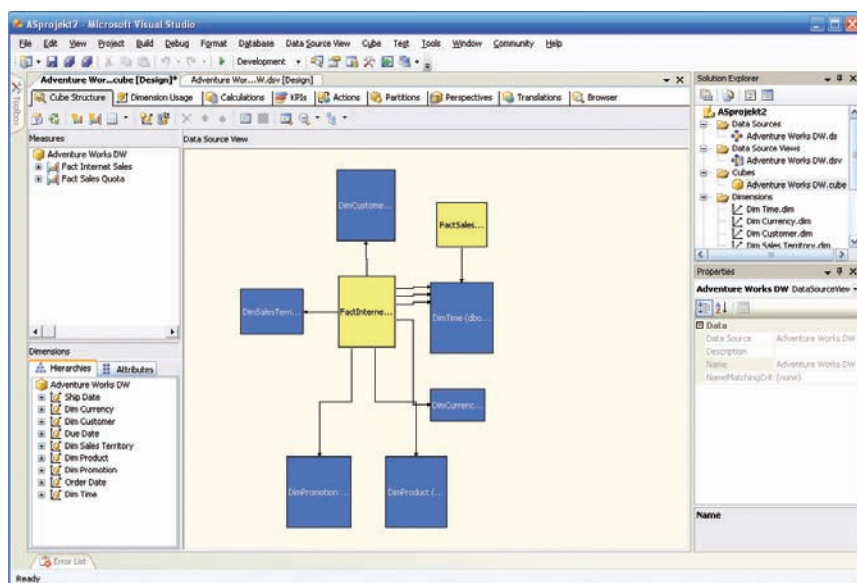 ASprojekt2 - Microsoft Visual Studio
File Edit View Project Build Debug Format Database Data Source View Cube Test Tools Window Community Help
Development
Toolbox
Adventure Wor...cube [Design]* Adventure Wor...W.dsv [Design]
Cube Structure Dimension Usage Calculations KPIs Actions Partitions Perspectives Translations Browser
Measures
Adventure Works DW
Fact Internet Sales
Fact Sales Quota
Dimensions
Hierarchies Attributes
Adventure Works DW
Ship Date
Dim Currency
Dim Customer
Due Date
Dim Sales Territory
Dim Product
Dim Promotion
Order Date
Dim Time
Data Source View
DimCustome...
FactSales...
DimSalesTerri...
FactInterne...
DimTime (dbo...
DimCurrenc...
DimPromotion ...
DimProduct (...
Solution Explorer
ASprojekt2
Data Sources
Adventure Works DW.ds
Data Source Views
Adventure Works DW.dsv
Cubes
Adventure Works DW.cube
Dimensions
Dim Time.dim
Dim Currency.dim
Dim Customer.dim
Dim Sales Territory.dim
Properties
Adventure Works DW DataSourceView
Data
Data Source Adventure Works DW
Description
Name Adventure Works DW
NameMatchingCrit (none)
Name
Error List
Ready